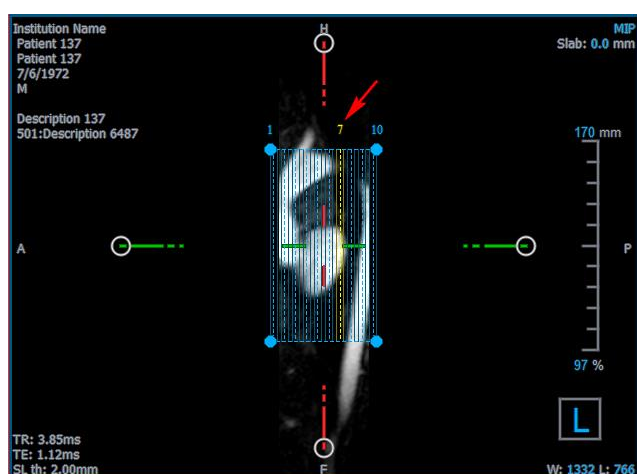 Institution Name
Patient 137
Patient 137
7/6/1972
M
Description 137
501:Description 6487
H
MIP
Slab: 0.0 mm
1
7
10
170 mm
A
P
97 %
L
TR: 3.85ms
TE: 1.12ms
SL th: 2.00mm
F
W: 1332 L: 766